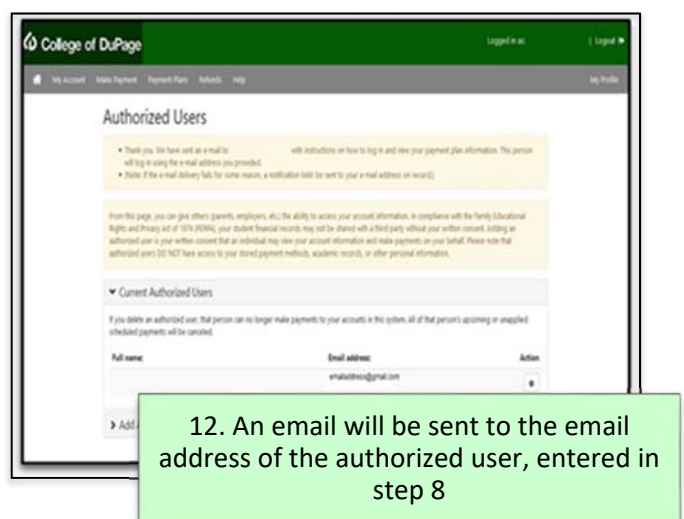 College of DuPage
Logged in as: | Logout
My Account Make Payment Payment Plans Refunds Help My Profile
Authorized Users
• Thank you. We have sent an e-mail to with instructions on how to log in and view your payment plan information. This person
will log in using the e-mail address you provided.
• (Note: If the e-mail delivery fails for some reason, a notification will be sent to your e-mail address on record.)
From this page, you can give others (parents, employers, etc.) the ability to access your account information. In compliance with the Family Educational
Rights and Privacy Act of 1974 (FERPA), your student financial records may not be shared with a third party without your written consent. Adding an
authorized user is your written consent that an individual may view your account information and make payments on your behalf. Please note that
authorized users DO NOT have access to your stored payment methods, academic records, or other personal information.
Current Authorized Users
If you delete an authorized user, that person can no longer make payments to your accounts in this system. All of that person's upcoming or unapplied
scheduled payments will be canceled.
Full name: Email address: Action
emailaddress@gmail.com
Add
12. An email will be sent to the email
address of the authorized user, entered in
step 8